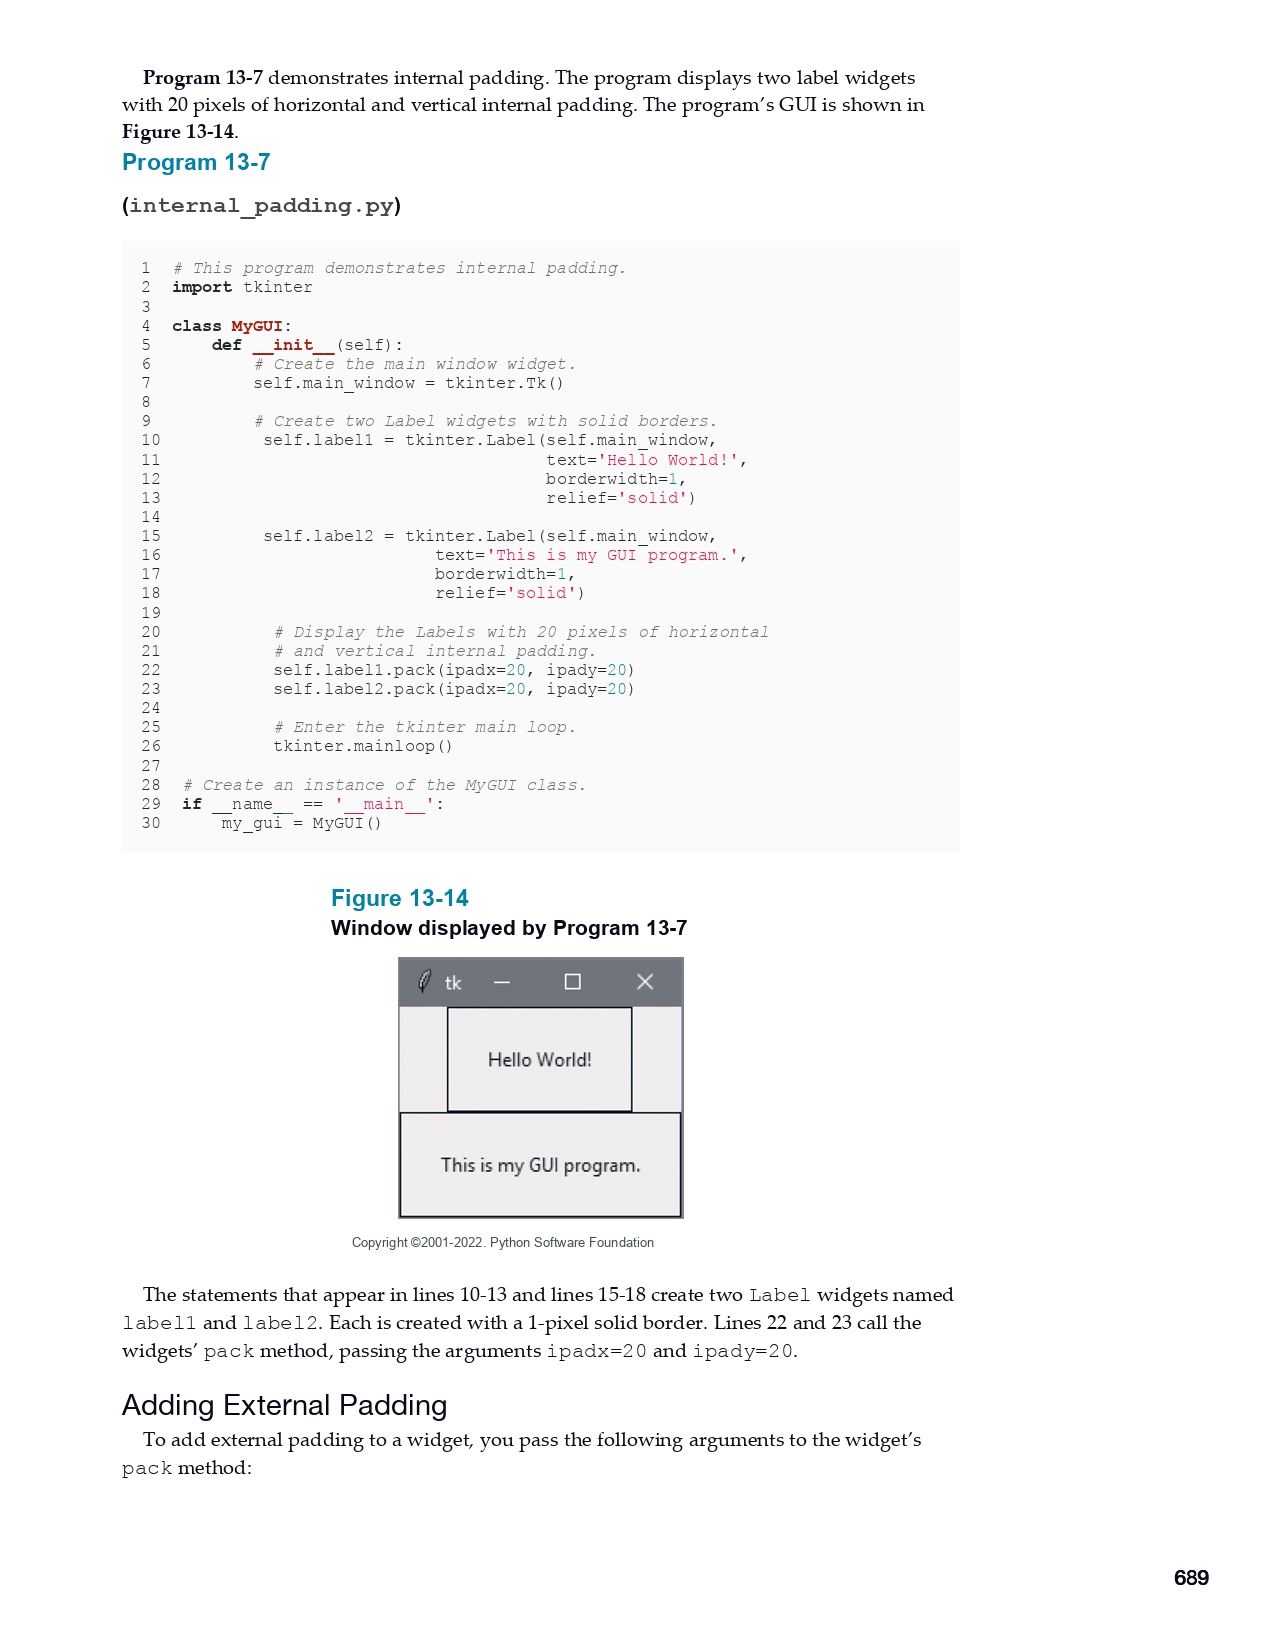 Program 13-7 demonstrates internal padding. The program displays two label widgets
with 20 pixels of horizontal and vertical internal padding. The program’s GUI is shown in
Figure 13-14.
Program 13-7
(internal_padding.py)
1 # This program demonstrates internal padding.
2 import tkinter
3
4 class MyGUI:
5     def __init__(self):
6         # Create the main window widget.
7         self.main_window = tkinter.Tk()
8
9         # Create two Label widgets with solid borders.
10          self.label1 = tkinter.Label(self.main_window,
11                                      text='Hello World!',
12                                      borderwidth=1,
13                                      relief='solid')
14
15          self.label2 = tkinter.Label(self.main_window,
16                           text='This is my GUI program.',
17                           borderwidth=1,
18                           relief='solid')
19
20           # Display the Labels with 20 pixels of horizontal
21           # and vertical internal padding.
22           self.label1.pack(ipadx=20, ipady=20)
23           self.label2.pack(ipadx=20, ipady=20)
24
25           # Enter the tkinter main loop.
26           tkinter.mainloop()
27
28  # Create an instance of the MyGUI class.
29  if __name__ == '__main__':
30      my_gui = MyGUI()
Figure 13-14
Window displayed by Program 13-7
tk
Hello World!
This is my GUI program.
Copyright ©2001-2022. Python Software Foundation
The statements that appear in lines 10-13 and lines 15-18 create two Label widgets named
label1 and label2. Each is created with a 1-pixel solid border. Lines 22 and 23 call the
widgets’ pack method, passing the arguments ipadx=20 and ipady=20.
Adding External Padding
To add external padding to a widget, you pass the following arguments to the widget’s
pack method:
689